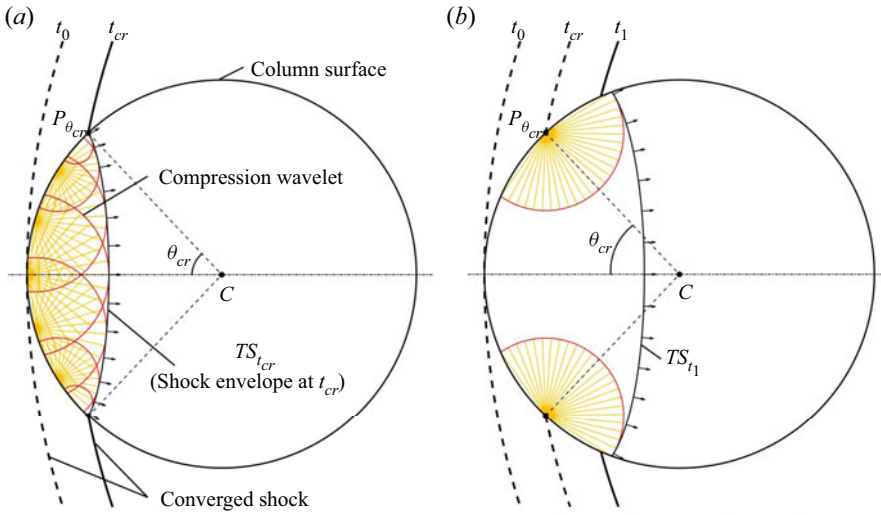 (a)
t0
tcr
Column surface
Pθcr
Compression wavelet
θcr
C
TStcr
(Shock envelope at tcr)
Converged shock
(b)
t0
tcr
t1
Pθcr
θcr
C
TSt1